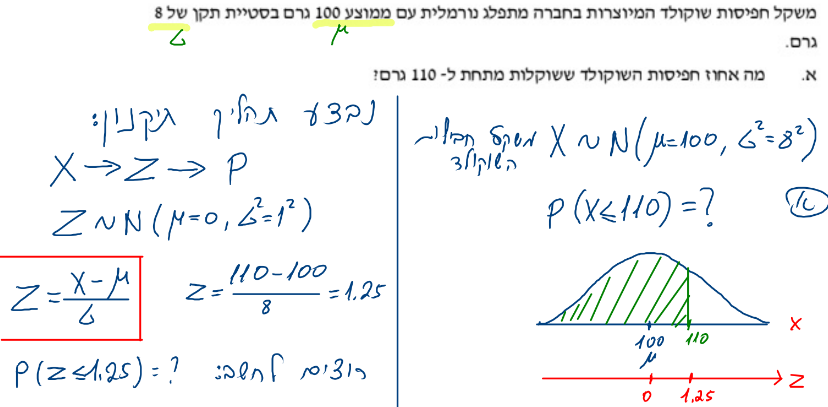 משקל חפיסות שוקולד המיוצרות בחברה מתפלג נורמלית עם ממוצע 100 גרם בסטיית תקן של 8
μ
σ
גרם.
א. מה אחוז חפיסות השוקולד ששוקלות מתחת ל- 110 גרם?
משקל חבילות השוקולד X ~ N(μ=100, σ²=8²)
א P(X≤110) = ?
X
100
110
μ
Z
0
1.25
נבצע תהליך תיקנון:
X → Z → P
Z ~ N(μ=0, σ²=1²)
Z = (X-μ)/σ
Z = (110-100)/8 = 1.25
רוצים לחשב: P(Z≤1.25) = ?